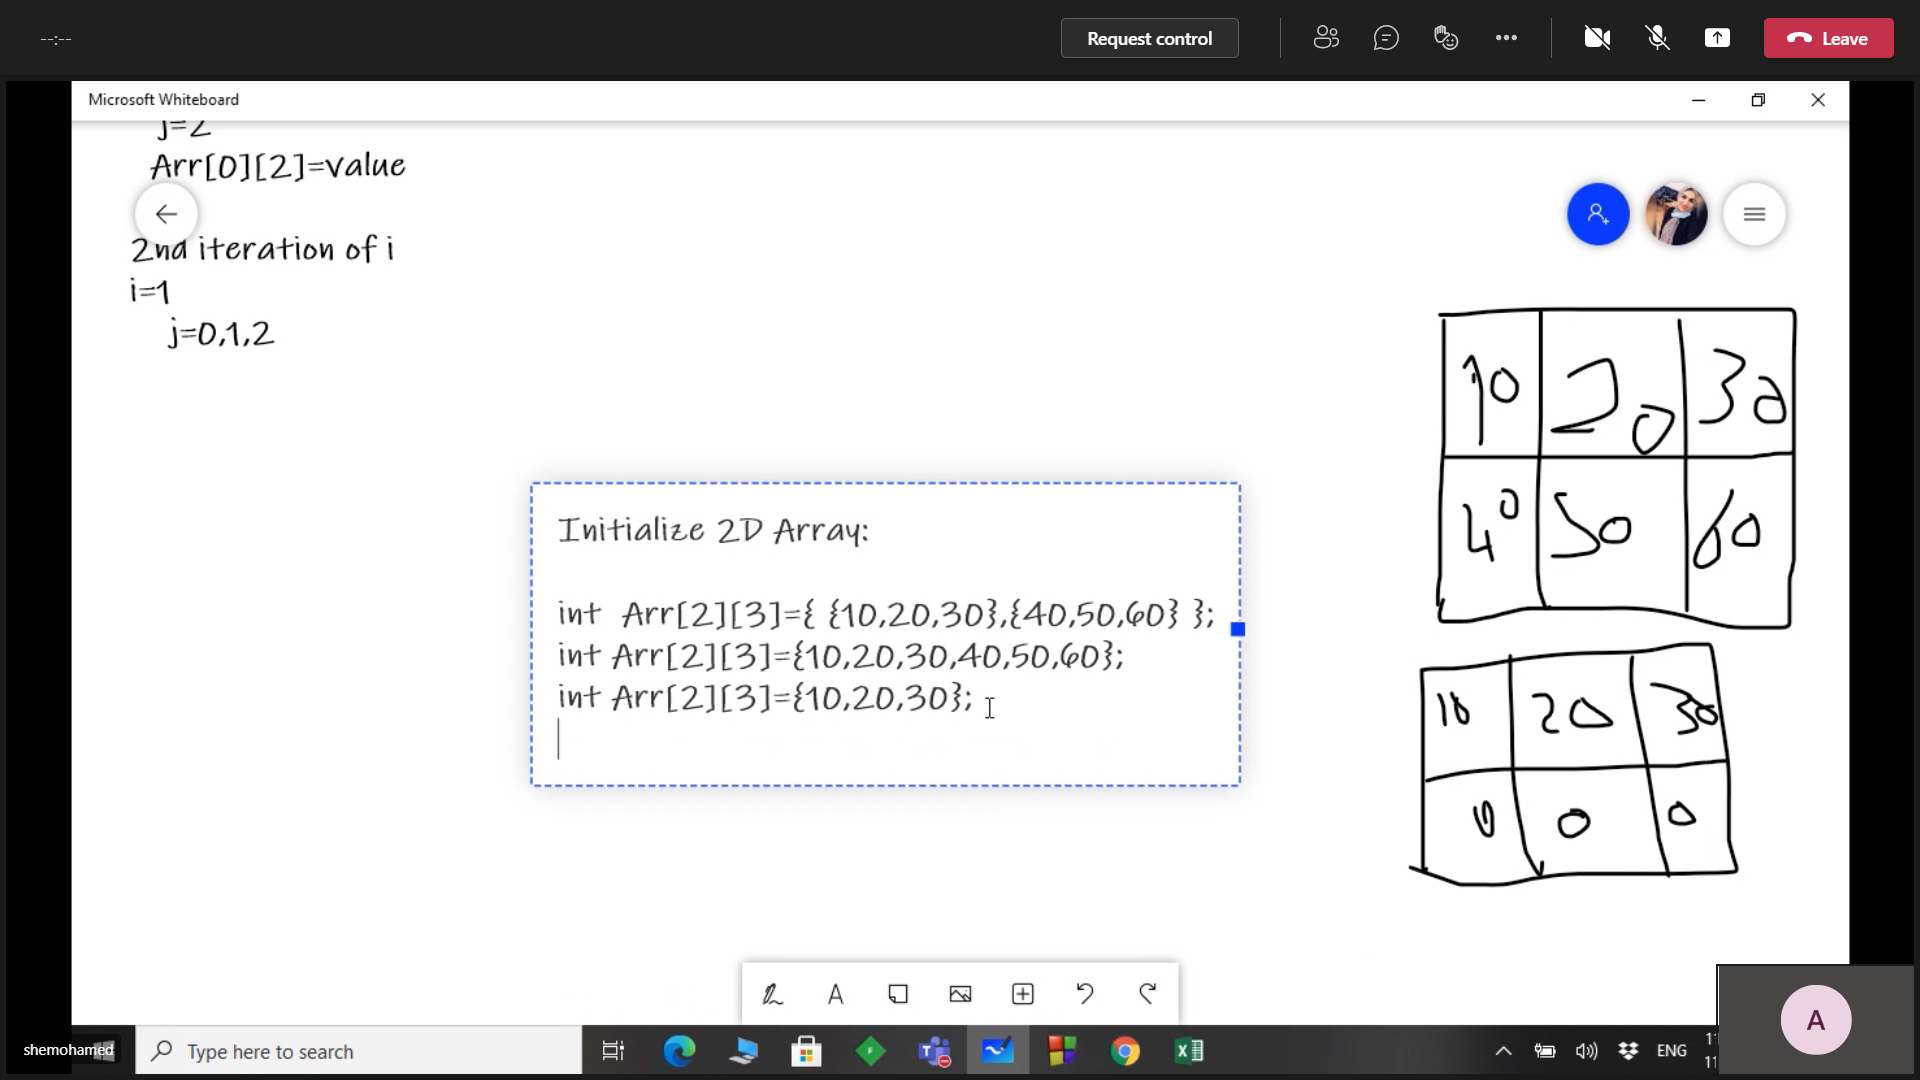 --:--
Request control
Leave
Microsoft Whiteboard
j=2
Arr[0][2]=value
2nd iteration of i
i=1
j=0,1,2
Initialize 2D Array:
int Arr[2][3]={ {10,20,30},{40,50,60} };
int Arr[2][3]={10,20,30,40,50,60};
int Arr[2][3]={10,20,30};
10 20 30
40 50 60
10 20 30
0 0 0
A
shemohamed
Type here to search
ENG